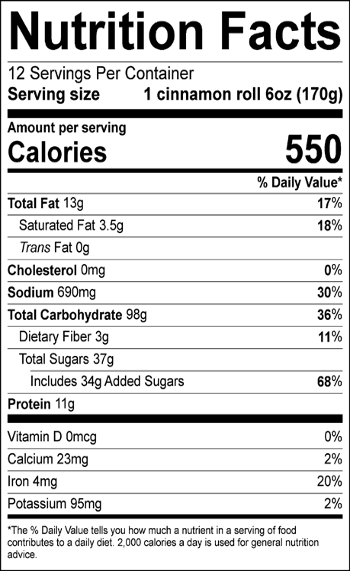 Nutrition Facts
12 Servings Per Container
Serving size 1 cinnamon roll 6oz (170g)
Amount per serving
Calories 550
% Daily Value*
Total Fat 13g 17%
Saturated Fat 3.5g 18%
Trans Fat 0g
Cholesterol 0mg 0%
Sodium 690mg 30%
Total Carbohydrate 98g 36%
Dietary Fiber 3g 11%
Total Sugars 37g
Includes 34g Added Sugars 68%
Protein 11g
Vitamin D 0mcg 0%
Calcium 23mg 2%
Iron 4mg 20%
Potassium 95mg 2%
*The % Daily Value tells you how much a nutrient in a serving of food
contributes to a daily diet. 2,000 calories a day is used for general nutrition
advice.